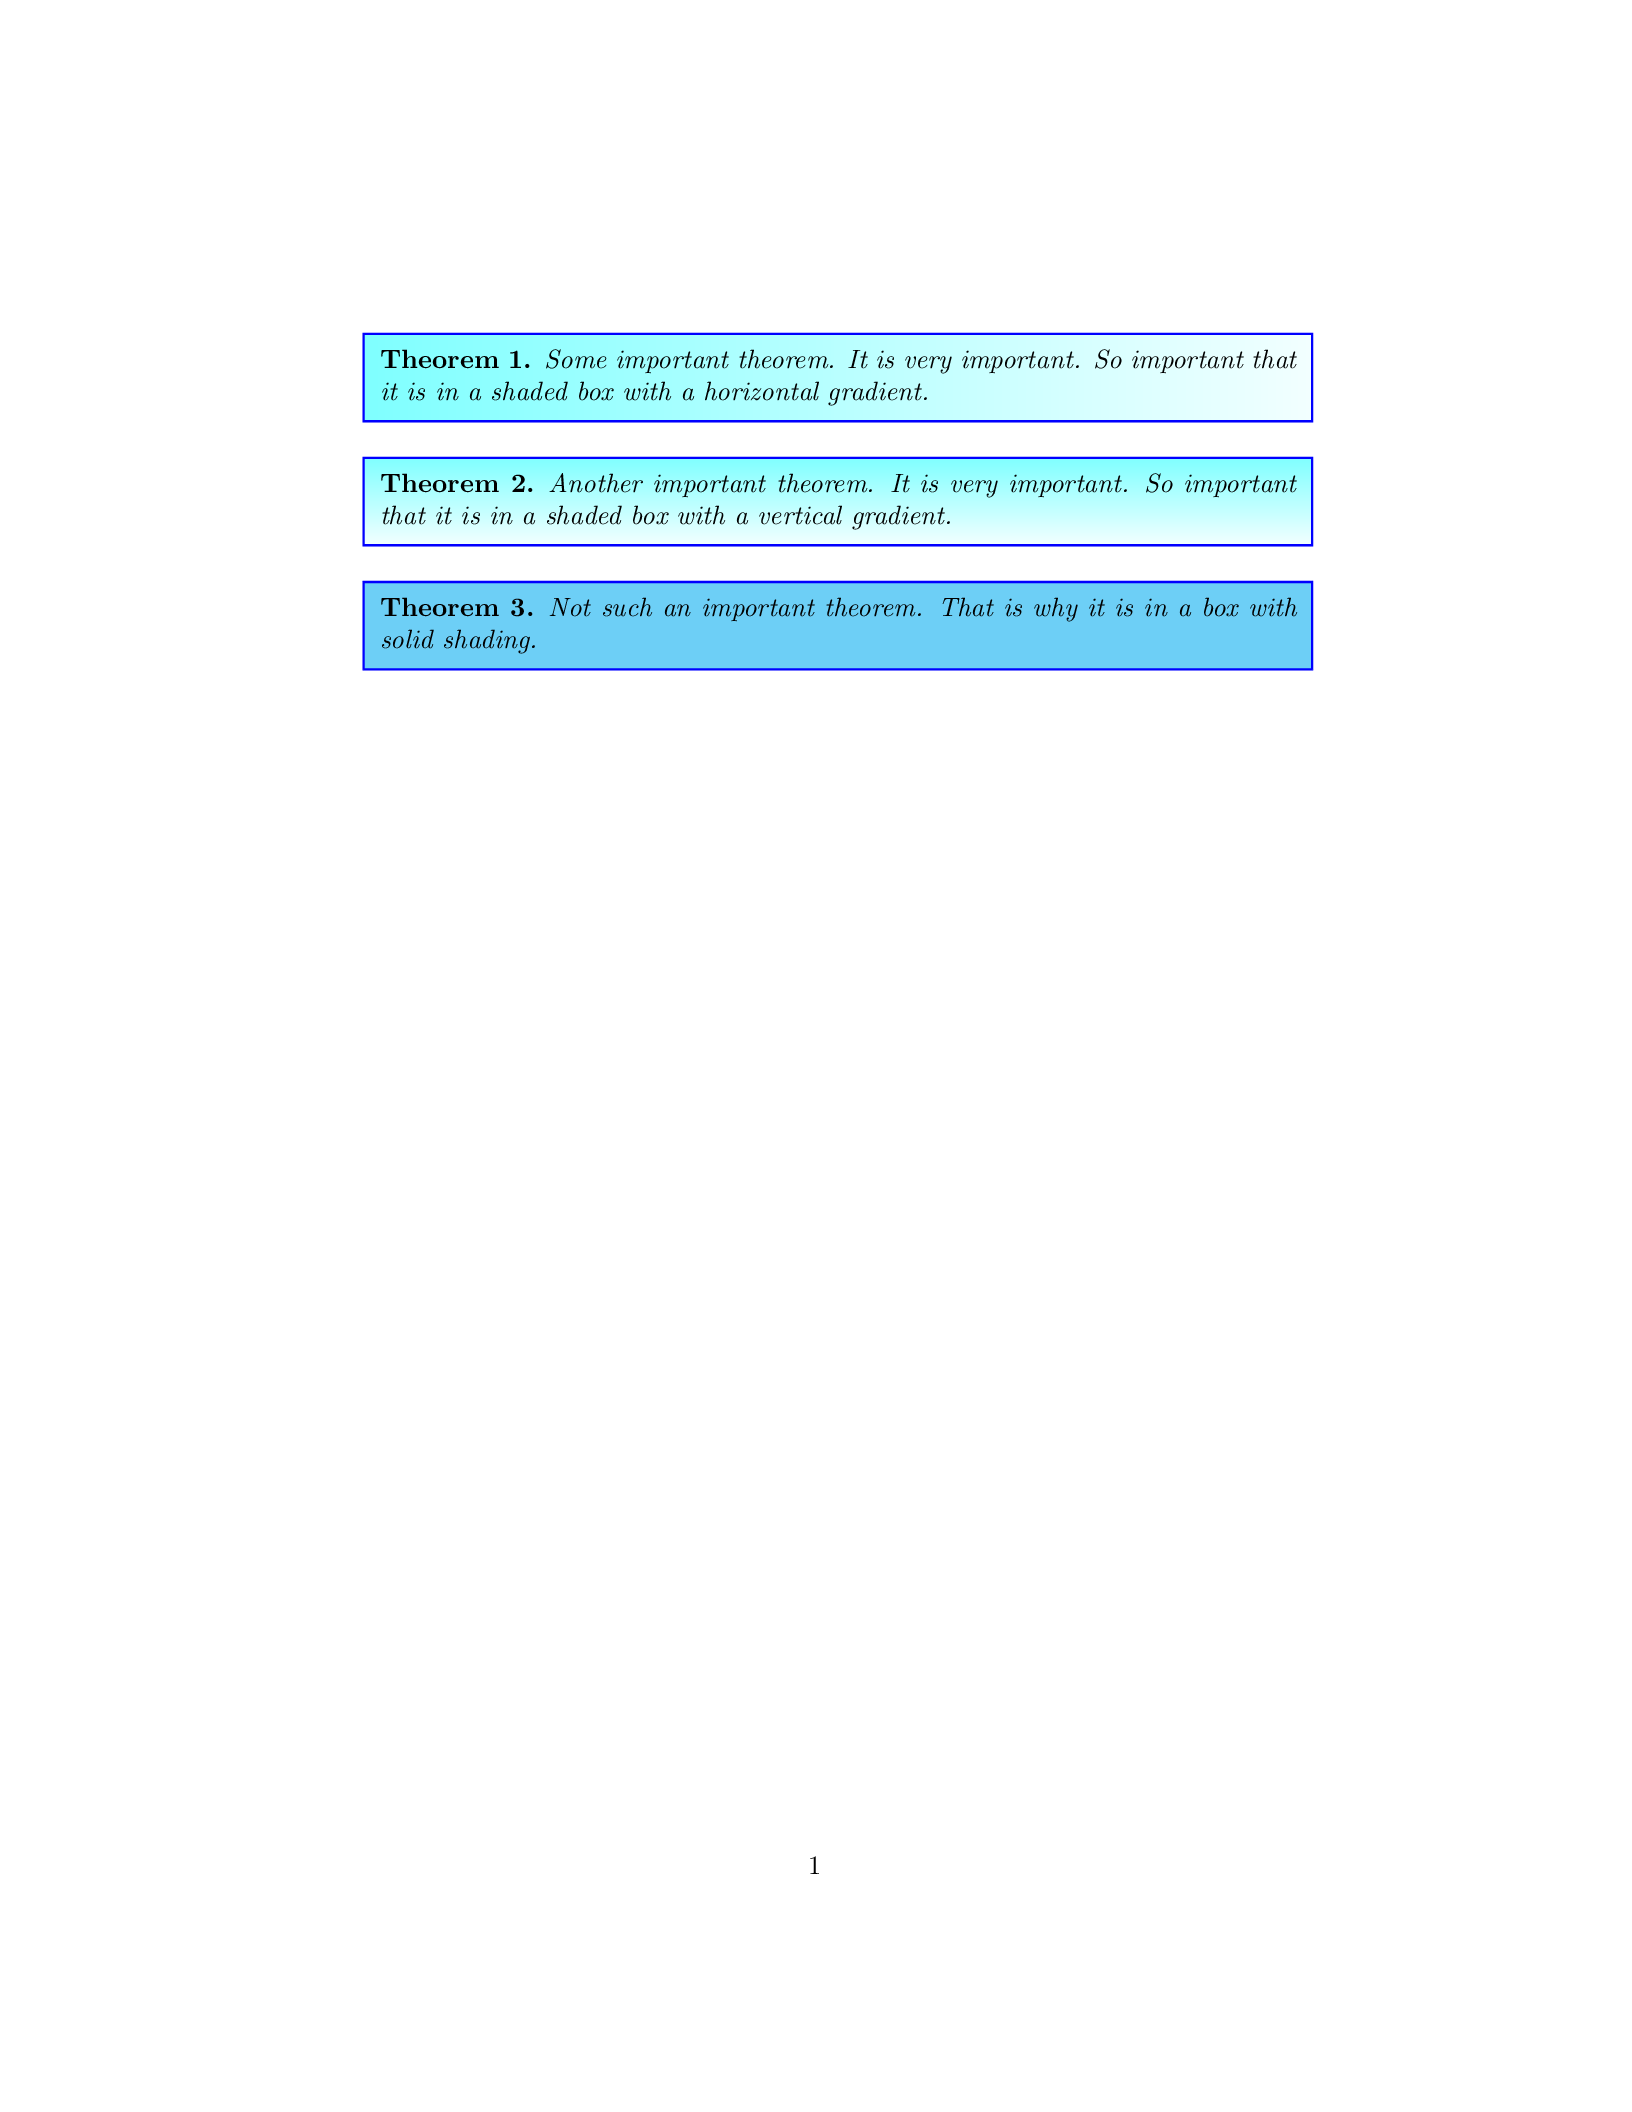 Theorem 1. Some important theorem. It is very important. So important that
it is in a shaded box with a horizontal gradient.
Theorem 2. Another important theorem. It is very important. So important
that it is in a shaded box with a vertical gradient.
Theorem 3. Not such an important theorem. That is why it is in a box with
solid shading.
1